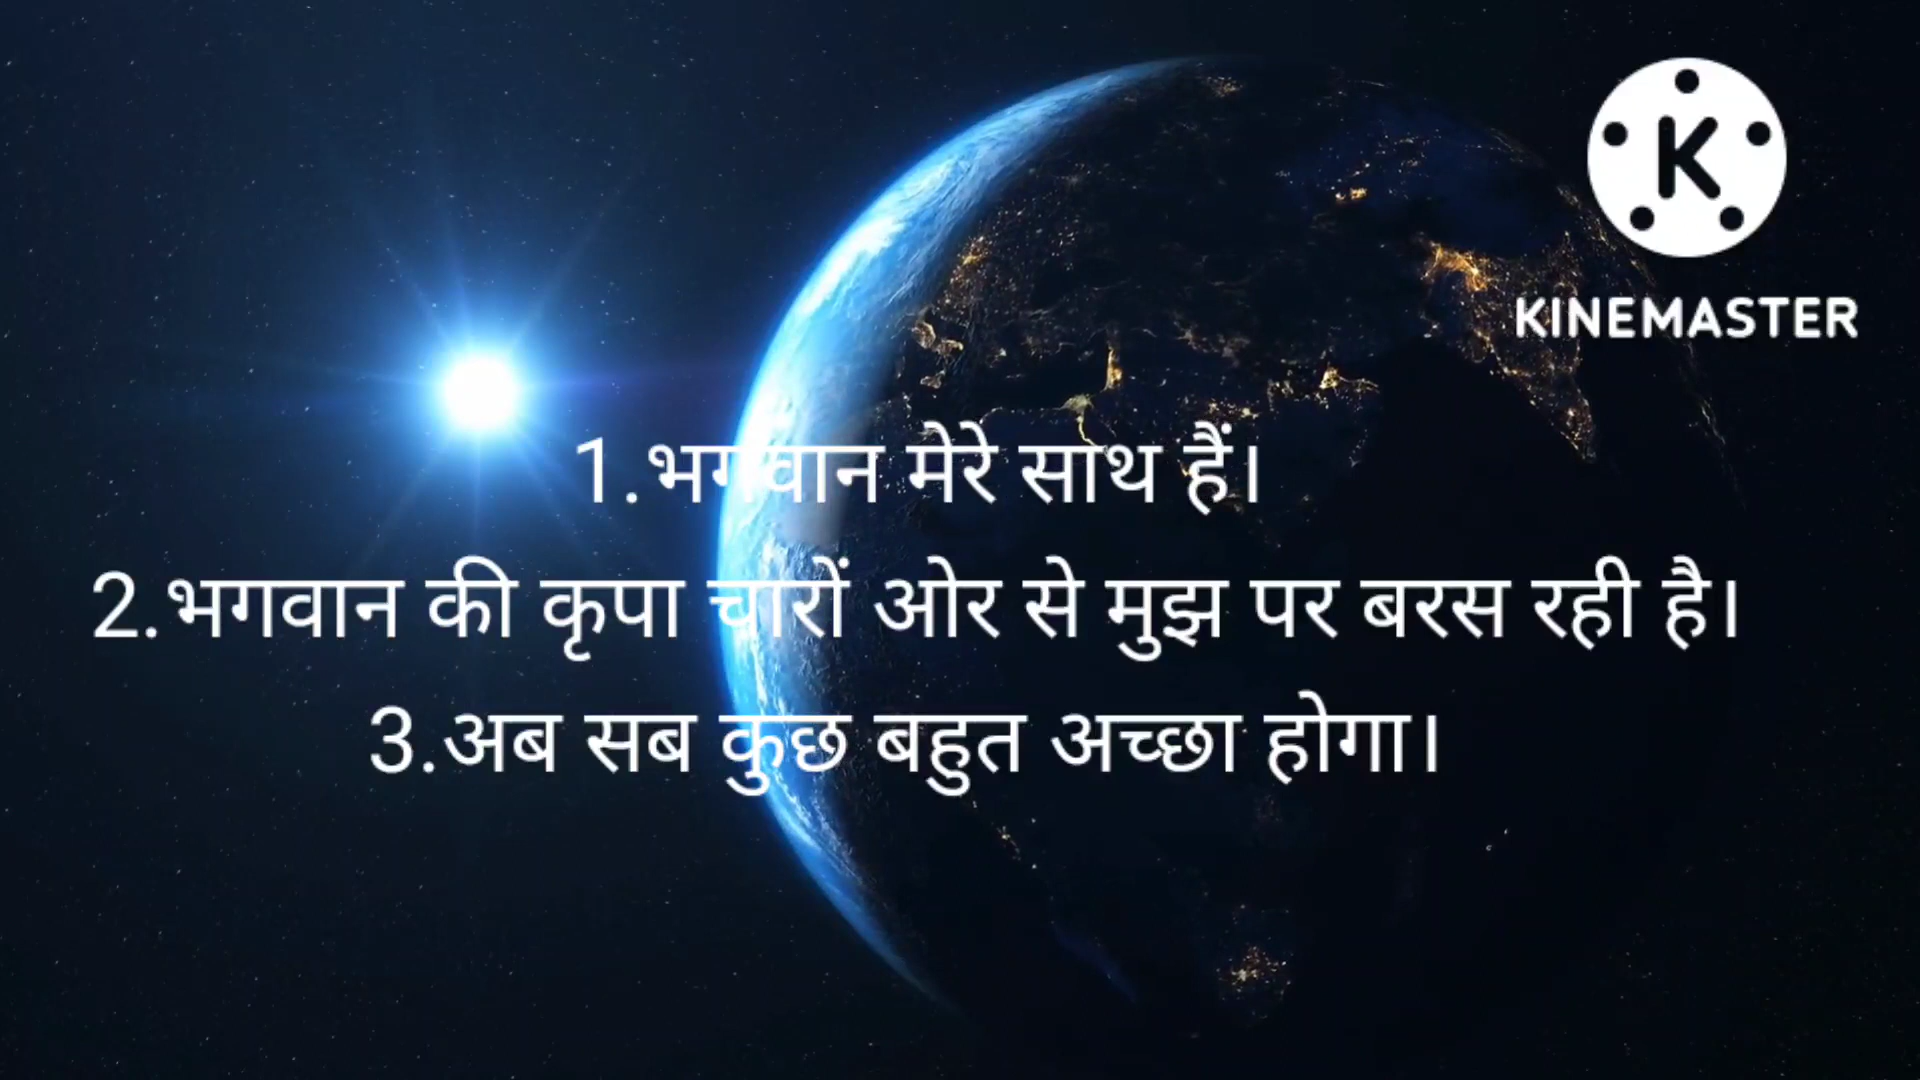 KINEMASTER
1.भगवान मेरे साथ हैं।
2.भगवान की कृपा चारों ओर से मुझ पर बरस रही है।
3.अब सब कुछ बहुत अच्छा होगा।